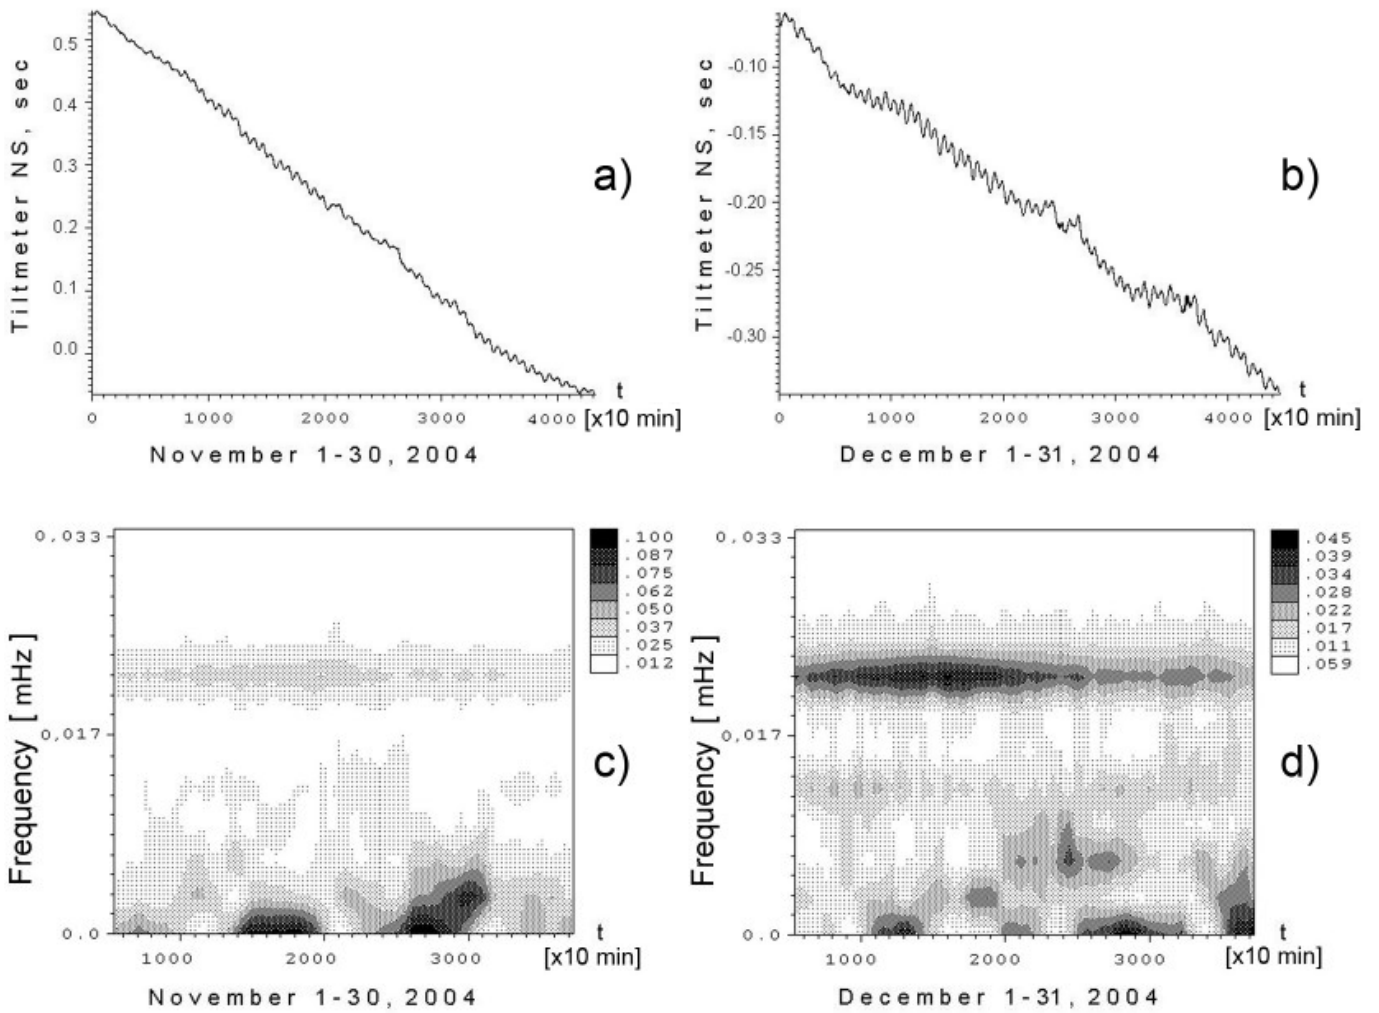 Tiltmeter NS, sec
0.5
0.4
0.3
0.2
0.1
0.0
a)
0 1000 2000 3000 4000
t
[x10 min]
November 1-30, 2004
Tiltmeter NS, sec
-0.10
-0.15
-0.20
-0.25
-0.30
b)
0 1000 2000 3000 4000
t
[x10 min]
December 1-31, 2004
Frequency [mHz]
0,033
0,017
0.0
.100
.087
.075
.062
.050
.037
.025
.012
c)
1000 2000 3000
t
[x10 min]
November 1-30, 2004
Frequency [mHz]
0,033
0,017
0.0
.045
.039
.034
.028
.022
.017
.011
.059
d)
1000 2000 3000
t
[x10 min]
December 1-31, 2004